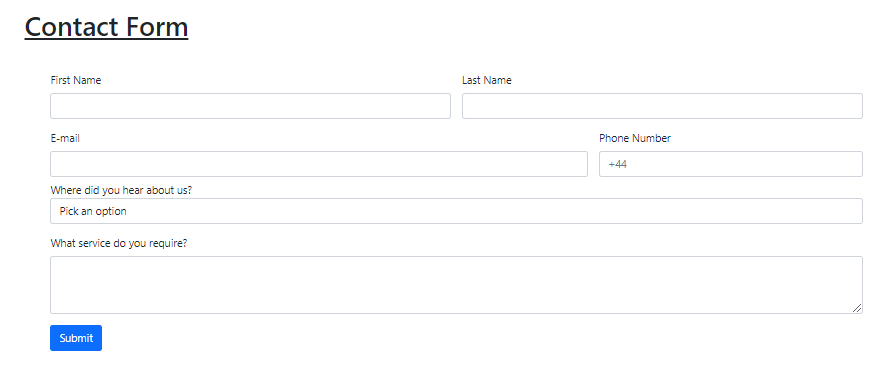 Contact Form
First Name Last Name
E-mail Phone Number
+44
Where did you hear about us?
Pick an option
What service do you require?
Submit